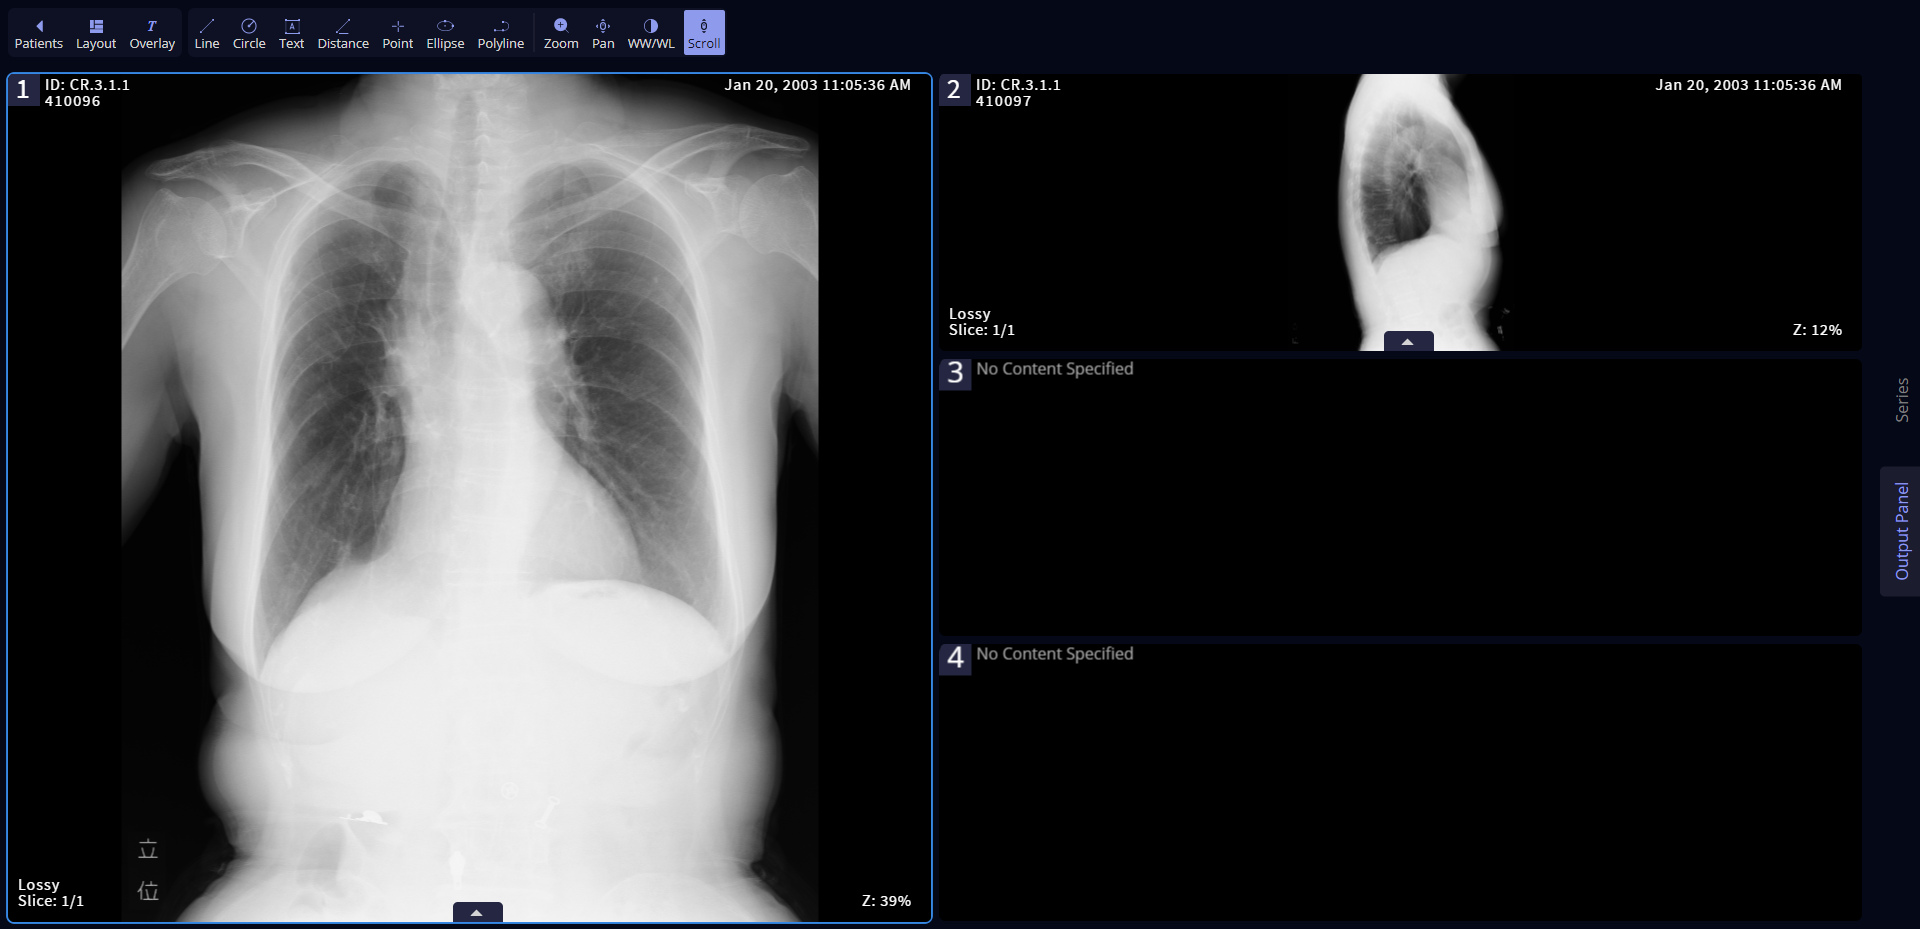 Patients Layout Overlay Line Circle Text Distance Point Ellipse Polyline Zoom Pan WW/WL Scroll
1 ID: CR.3.1.1 Jan 20, 2003 11:05:36 AM
410096
立
位
Lossy
Slice: 1/1 Z: 39%
2 ID: CR.3.1.1 Jan 20, 2003 11:05:36 AM
410097
Lossy
Slice: 1/1 Z: 12%
3 No Content Specified
4 No Content Specified
Series
Output Panel